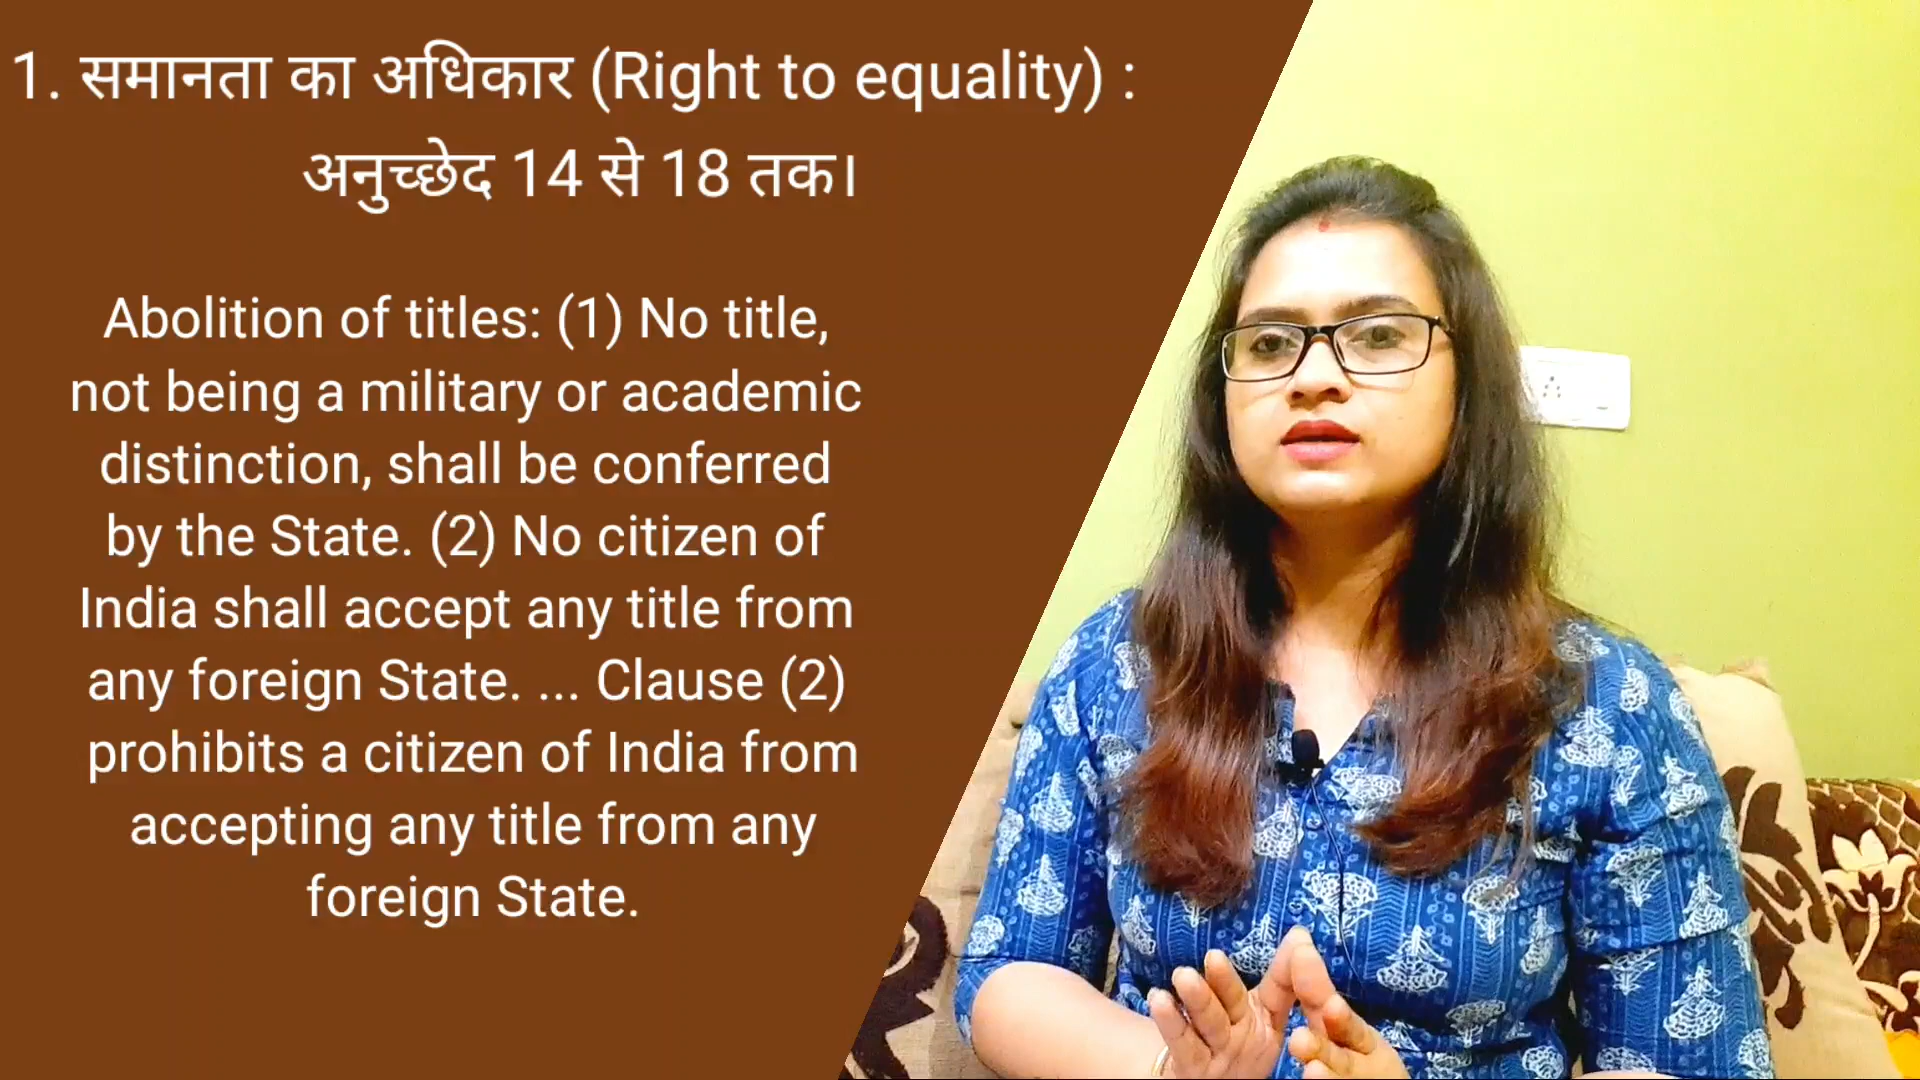 1. समानता का अधिकार (Right to equality) :
अनुच्छेद 14 से 18 तक।
Abolition of titles: (1) No title,
not being a military or academic
distinction, shall be conferred
by the State. (2) No citizen of
India shall accept any title from
any foreign State. ... Clause (2)
prohibits a citizen of India from
accepting any title from any
foreign State.